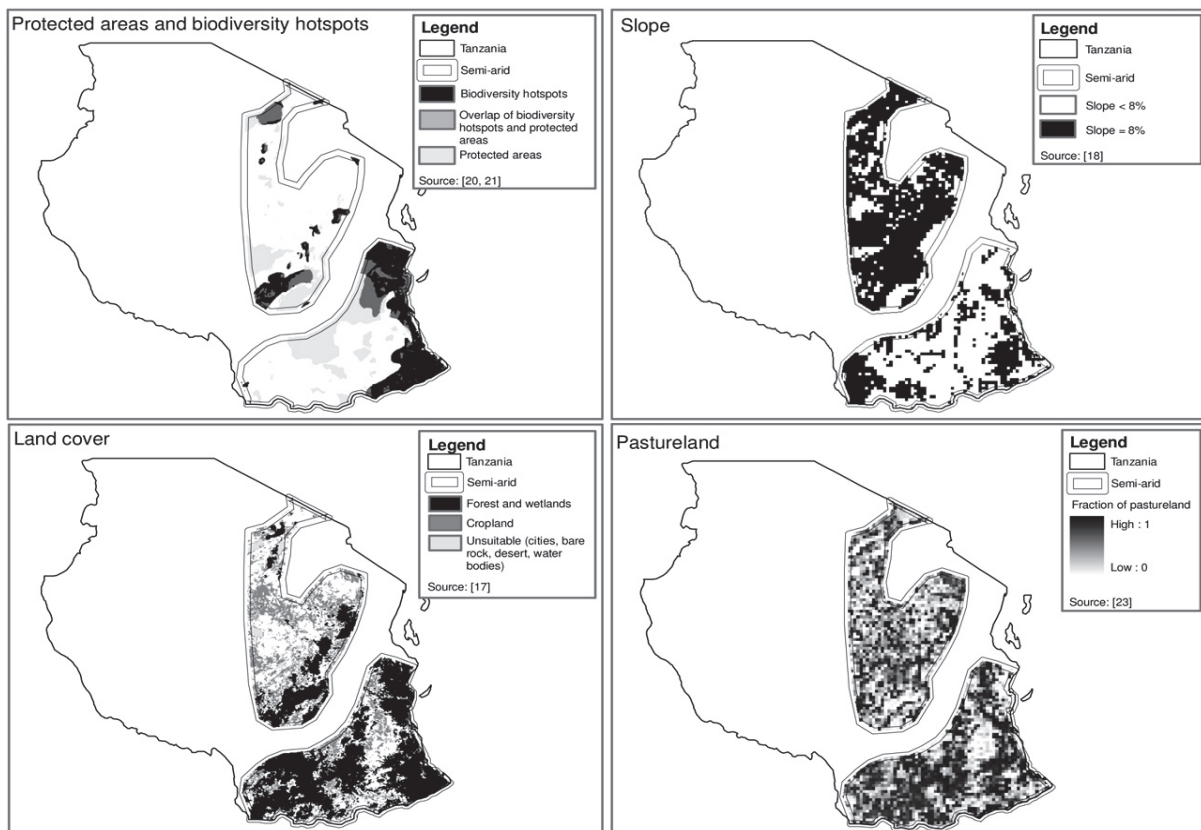 Protected areas and biodiversity hotspots
Legend
Tanzania
Semi-arid
Biodiversity hotspots
Overlap of biodiversity
hotspots and protected
areas
Protected areas
Source: [20, 21]
Slope
Legend
Tanzania
Semi-arid
Slope < 8%
Slope = 8%
Source: [18]
Land cover
Legend
Tanzania
Semi-arid
Forest and wetlands
Cropland
Unsuitable (cities, bare
rock, desert, water
bodies)
Source: [17]
Pastureland
Legend
Tanzania
Semi-arid
Fraction of pastureland
High : 1
Low : 0
Source: [23]